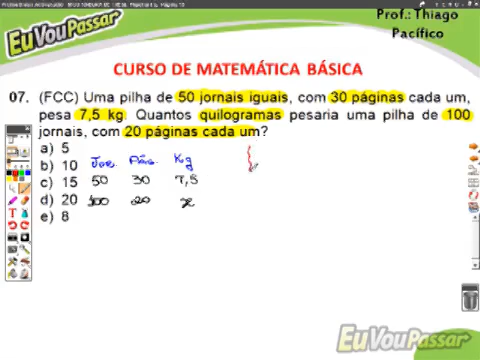 EuVouPassar
Prof.: Thiago
Pacífico
CURSO DE MATEMÁTICA BÁSICA
07. (FCC) Uma pilha de 50 jornais iguais, com 30 páginas cada um,
pesa 7,5 kg. Quantos quilogramas pesaria uma pilha de 100
jornais, com 20 páginas cada um?
a) 5
b) 10
c) 15
d) 20
e) 8
Jor. Pág. Kg
50 30 7,5
100 20 x
EuVouPassar